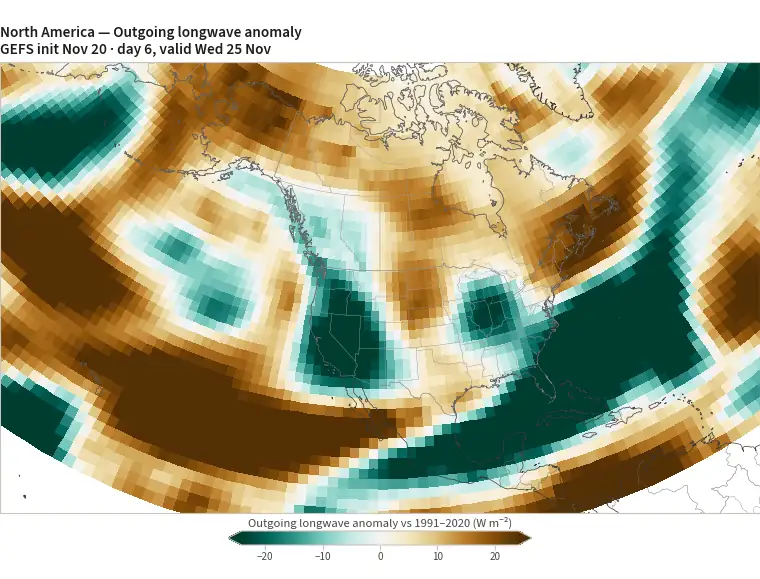 North America — Outgoing longwave anomaly
GEFS init Nov 20 · day 6, valid Wed 25 Nov
Outgoing longwave anomaly vs 1991–2020 (W m⁻²)
−20 −10 0 10 20